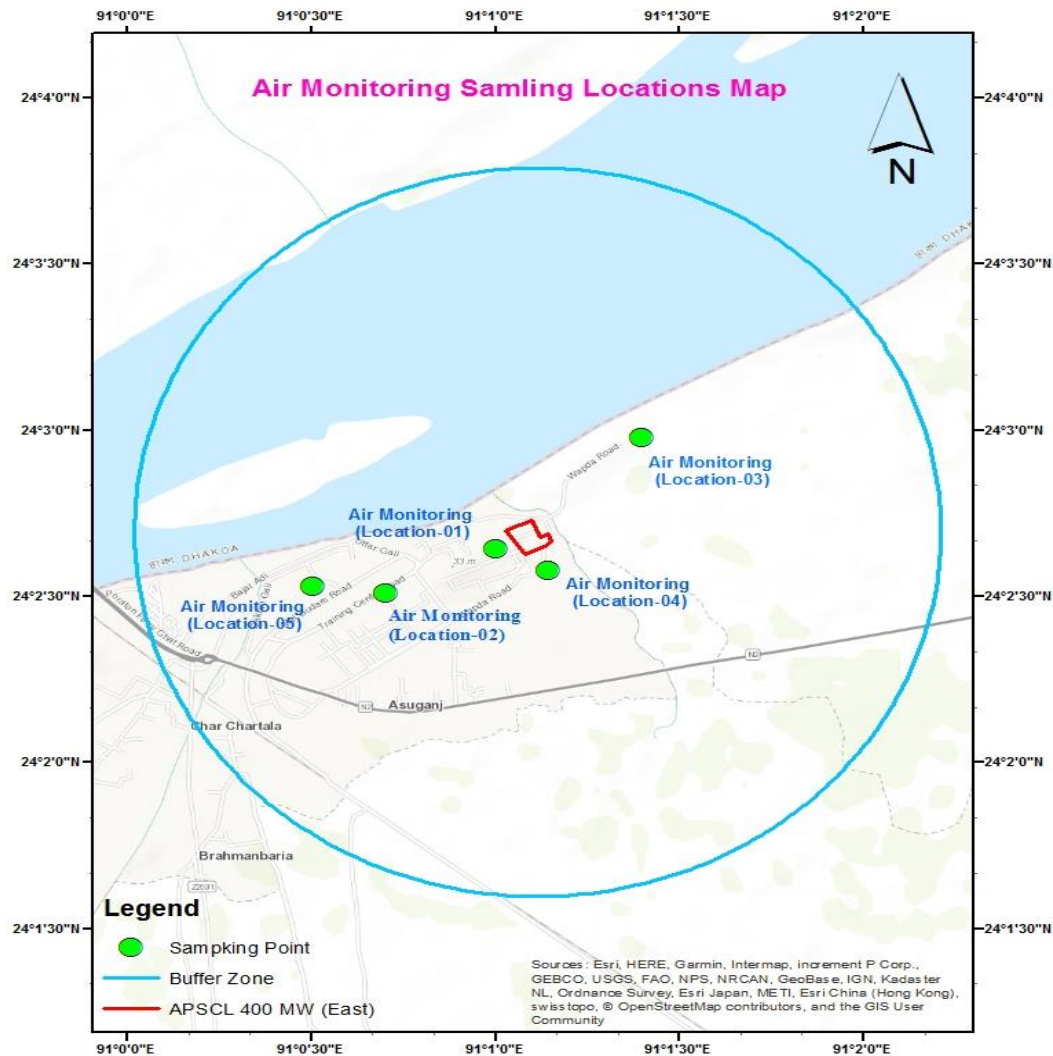 91°0'0"E 91°0'30"E 91°1'0"E 91°1'30"E 91°2'0"E
Air Monitoring Samling Locations Map
24°4'0"N 24°4'0"N
N
24°3'30"N 24°3'30"N
24°3'0"N 24°3'0"N
Wapda Road
Air Monitoring
(Location-03)
Air Monitoring
(Location-01)
DHAKOA
Uttar Gali
33 m
Air Monitoring
(Location-04)
24°2'30"N 24°2'30"N
Air Monitoring
(Location-05)
Air Monitoring
(Location-02)
Road
Training
N2
N2
Asuganj
Char Chartala
24°2'0"N 24°2'0"N
Brahmanbaria
Z2031
24°1'30"N 24°1'30"N
Legend
Sampking Point
Buffer Zone
APSCL 400 MW (East)
Sources: Esri, HERE, Garmin, Intermap, increment P Corp.,
GEBCO, USGS, FAO, NPS, NRCAN, GeoBase, IGN, Kadaster
NL, Ordnance Survey, Esri Japan, METI, Esri China (Hong Kong),
swisstopo, © OpenStreetMap contributors, and the GIS User
Community
91°0'0"E 91°0'30"E 91°1'0"E 91°1'30"E 91°2'0"E